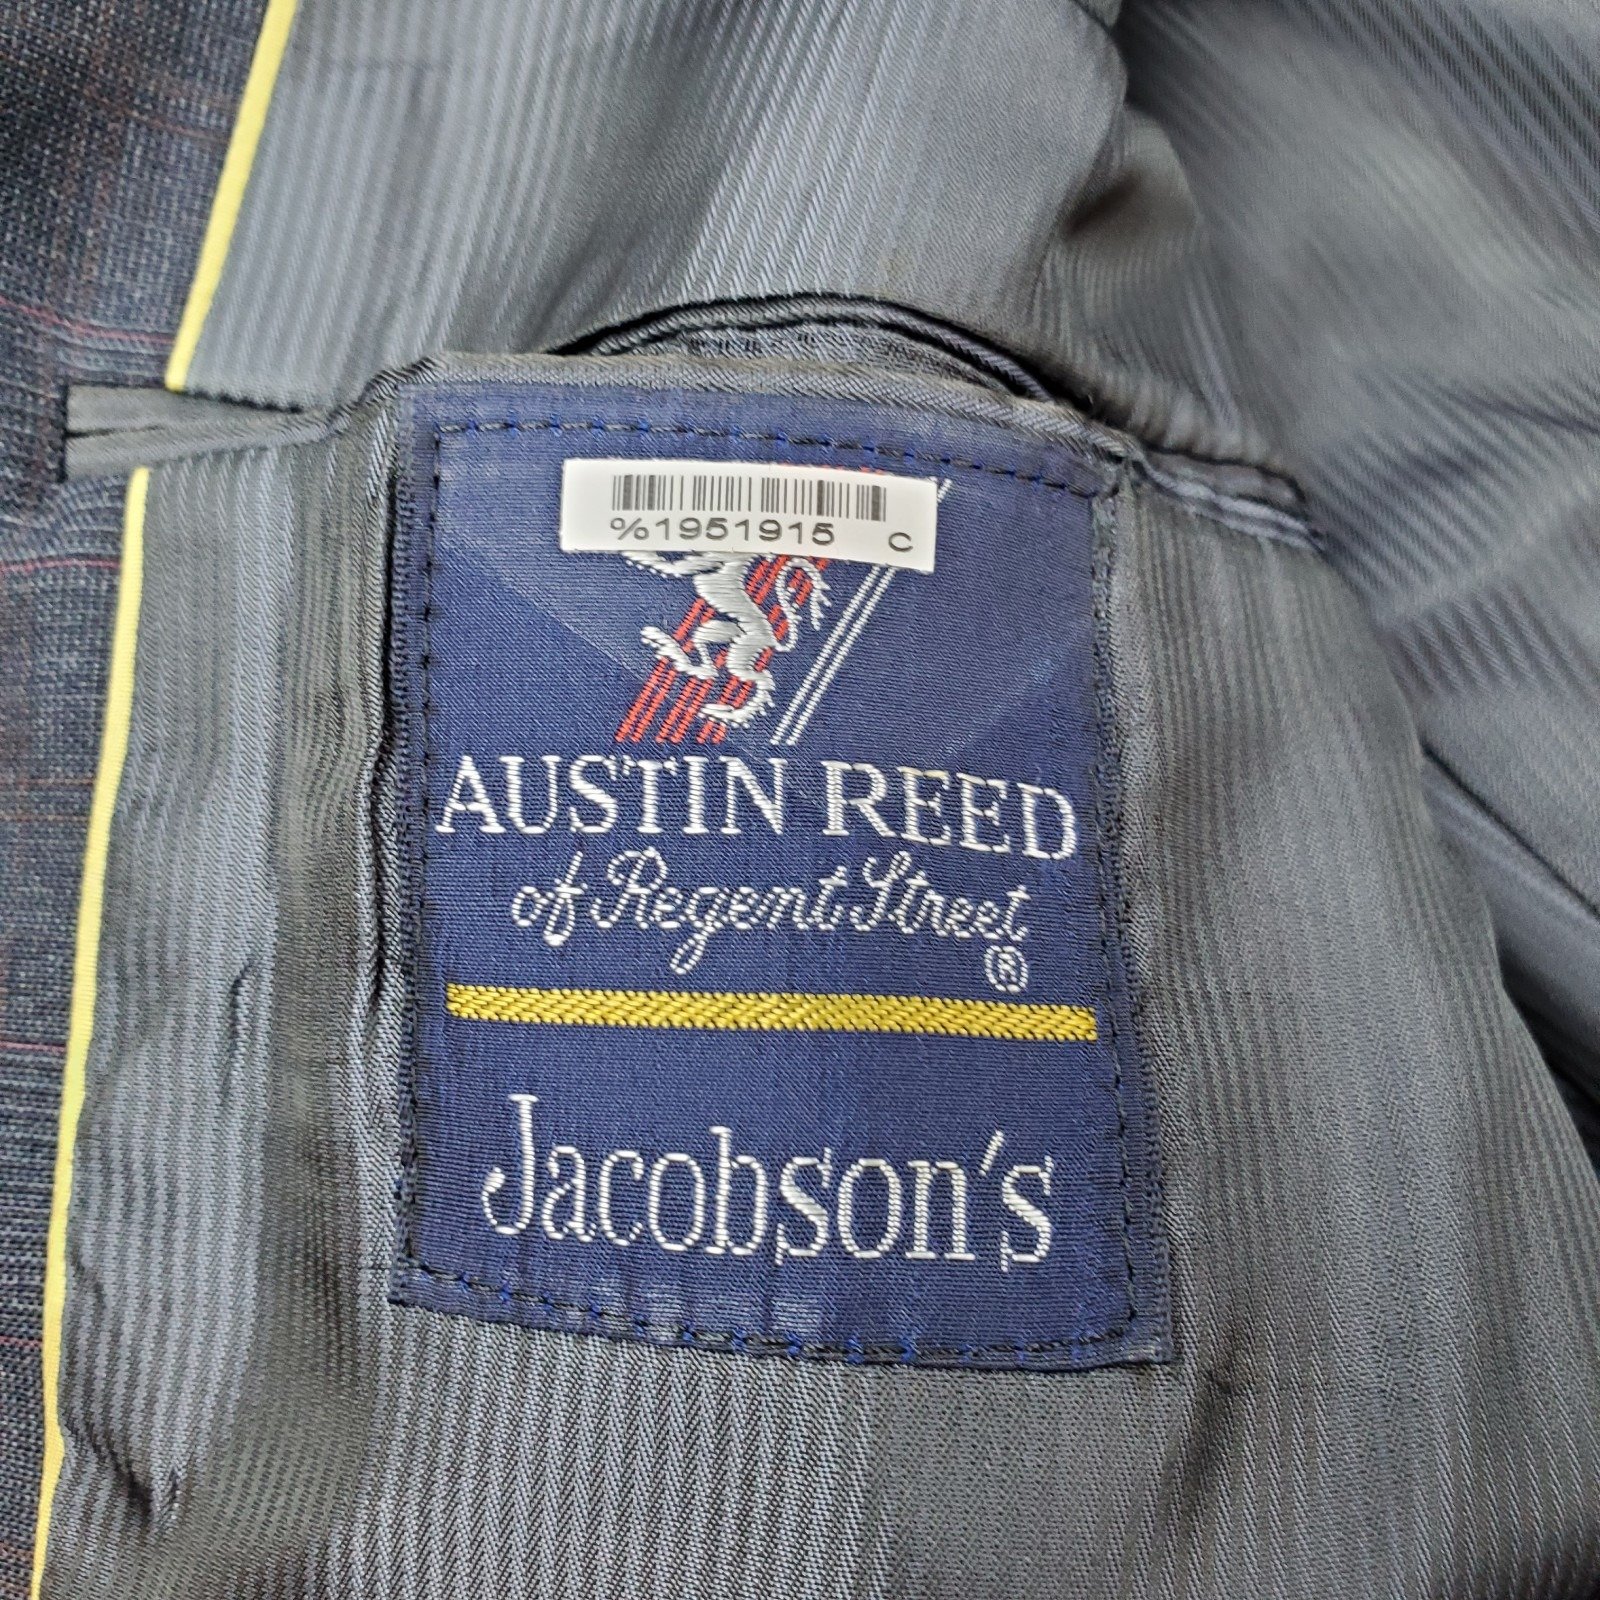 %1951915 C
AUSTIN REED
of Regent Street
®
Jacobson's